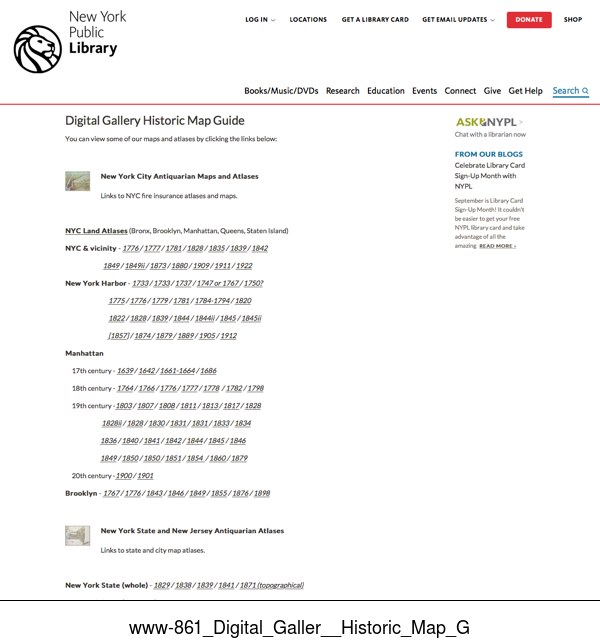 New York
Public
Library
LOG IN LOCATIONS GET A LIBRARY CARD GET EMAIL UPDATES DONATE SHOP
Books/Music/DVDs Research Education Events Connect Give Get Help Search
Digital Gallery Historic Map Guide
You can view some of our maps and atlases by clicking the links below:
ASK NYPL >
Chat with a librarian now
FROM OUR BLOGS
Celebrate Library Card
Sign-Up Month with
NYPL
September is Library Card
Sign-Up Month! It couldn't
be easier to get your free
NYPL library card and take
advantage of all the
amazing READ MORE ›
New York City Antiquarian Maps and Atlases
Links to NYC fire insurance atlases and maps.
NYC Land Atlases (Bronx, Brooklyn, Manhattan, Queens, Staten Island)
NYC & vicinity - 1776 / 1777 / 1781 / 1828 / 1835 / 1839 / 1842
1849 / 1849ii / 1873 / 1880 / 1909 / 1911 / 1922
New York Harbor - 1733 / 1733 / 1737 / 1747 or 1767 / 1750?
1775 / 1776 / 1779 / 1781 / 1784-1794 / 1820
1822 / 1828 / 1839 / 1844 / 1844ii / 1845 / 1845ii
[1857] / 1874 / 1879 / 1889 / 1905 / 1912
Manhattan
17th century - 1639 / 1642 / 1661-1664 / 1686
18th century - 1764 / 1766 / 1776 / 1777 / 1778 / 1782 / 1798
19th century - 1803 / 1807 / 1808 / 1811 / 1813 / 1817 / 1828
1828ii / 1828 / 1830 / 1831 / 1831 / 1833 / 1834
1836 / 1840 / 1841 / 1842 / 1844 / 1845 / 1846
1849 / 1850 / 1850 / 1851 / 1854 / 1860 / 1879
20th century - 1900 / 1901
Brooklyn - 1767 / 1776 / 1843 / 1846 / 1849 / 1855 / 1876 / 1898
New York State and New Jersey Antiquarian Atlases
Links to state and city map atlases.
New York State (whole) - 1829 / 1838 / 1839 / 1841 / 1871 (topographical)
www-861_Digital_Galler__Historic_Map_G